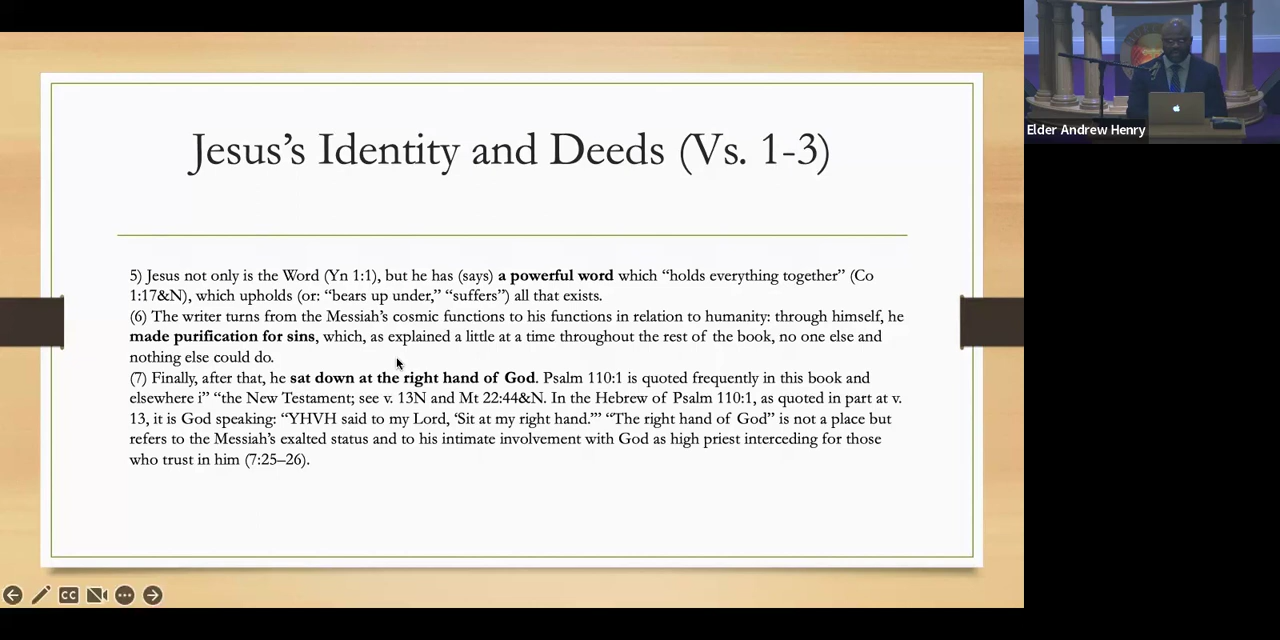 Jesus’s Identity and Deeds (Vs. 1-3)
5) Jesus not only is the Word (Yn 1:1), but he has (says) a powerful word which “holds everything together” (Co
1:17&N), which upholds (or: “bears up under,” “suffers”) all that exists.
(6) The writer turns from the Messiah’s cosmic functions to his functions in relation to humanity: through himself, he
made purification for sins, which, as explained a little at a time throughout the rest of the book, no one else and
nothing else could do.
(7) Finally, after that, he sat down at the right hand of God. Psalm 110:1 is quoted frequently in this book and
elsewhere i” “the New Testament; see v. 13N and Mt 22:44&N. In the Hebrew of Psalm 110:1, as quoted in part at v.
13, it is God speaking: “YHVH said to my Lord, ‘Sit at my right hand.’” “The right hand of God” is not a place but
refers to the Messiah’s exalted status and to his intimate involvement with God as high priest interceding for those
who trust in him (7:25–26).
CC
Elder Andrew Henry